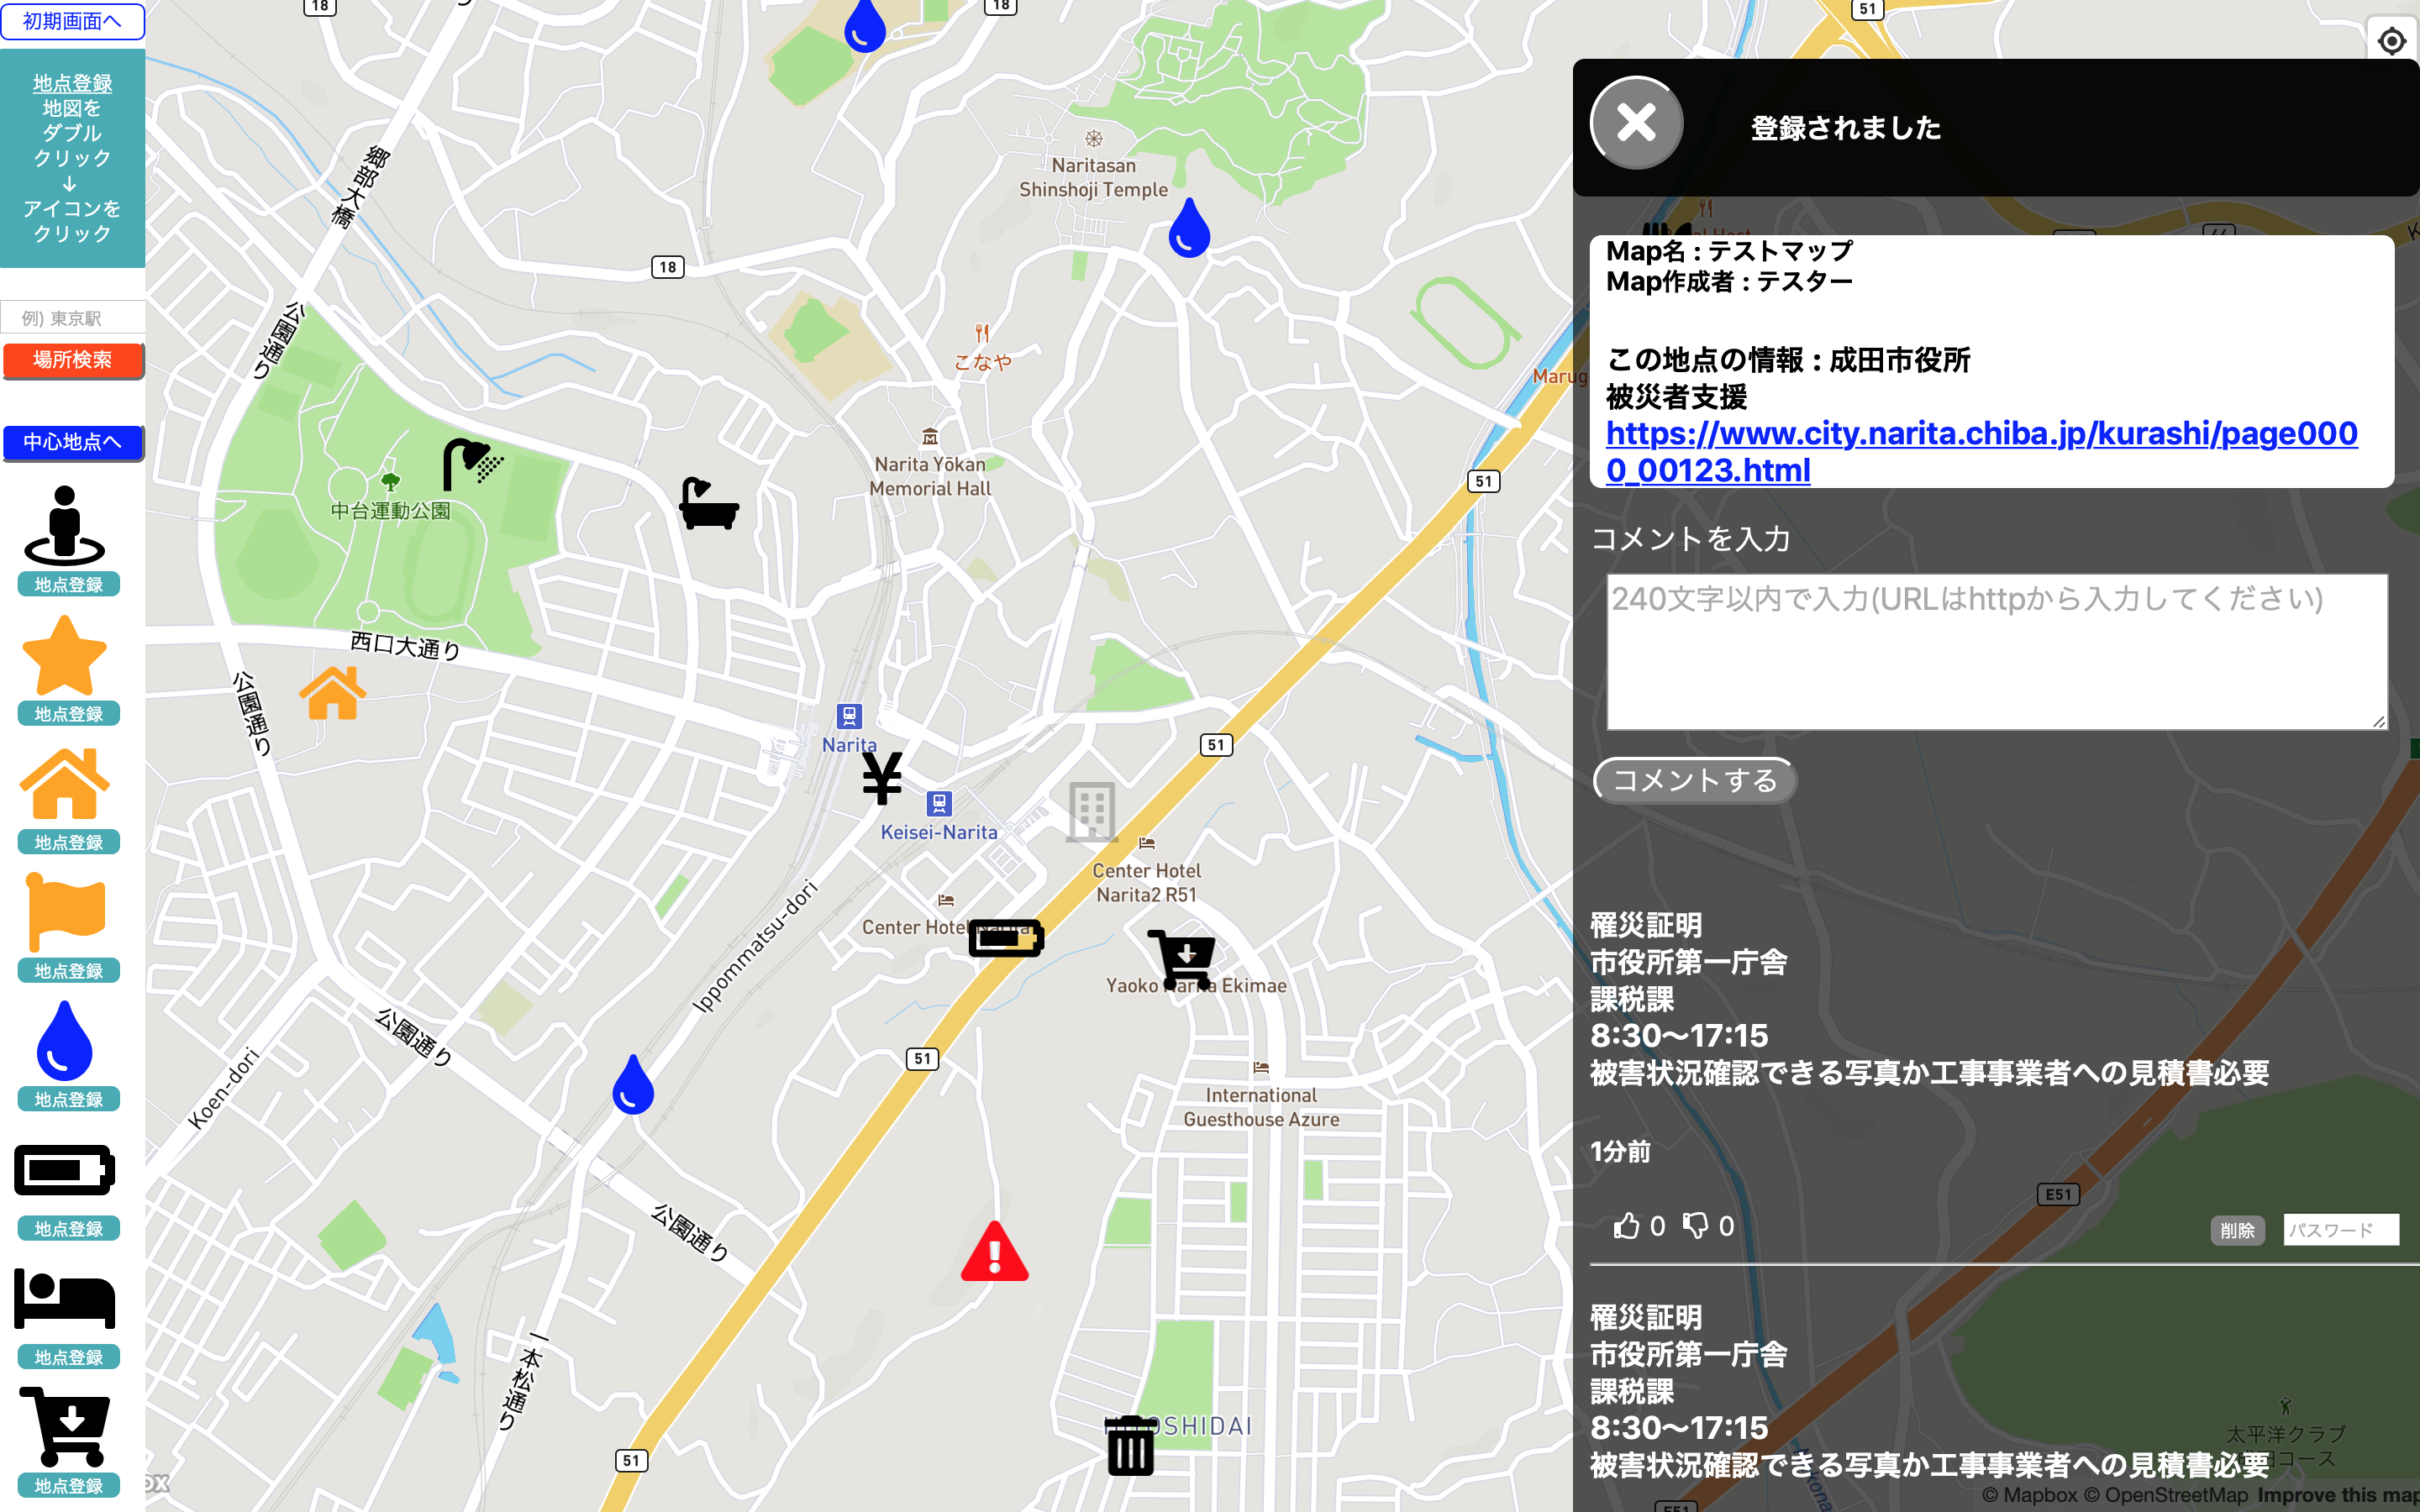 初期画面へ
地点登録
地図を
ダブル
クリック
↓
アイコンを
クリック
例) 東京駅
場所検索
中心地点へ
地点登録
地点登録
地点登録
地点登録
地点登録
地点登録
地点登録
地点登録
18
18
51
郷部大橋
Naritasan
Shinshoji Temple
18
公園通り
こなや
Narita Yōkan
Memorial Hall
51
中台運動公園
西口大通り
公園通り
Narita
¥
Keisei-Narita
51
Center Hotel
Narita2 R51
Center Hotel
Yaoko Narita Ekimae
Ippommatsu-dori
公園通り
51
Koen-dori
International
Guesthouse Azure
公園通り
一本松通り
51
登録されました
Map名 : テストマップ
Map作成者 : テスター
この地点の情報 : 成田市役所
被災者支援
https://www.city.narita.chiba.jp/kurashi/page000
0_00123.html
コメントを入力
240文字以内で入力(URLはhttpから入力してください)
コメントする
罹災証明
市役所第一庁舎
課税課
8:30〜17:15
被害状況確認できる写真か工事事業者への見積書必要
1分前
0 0
削除
パスワード
E51
罹災証明
市役所第一庁舎
課税課
8:30〜17:15
被害状況確認できる写真か工事事業者への見積書必要
太平洋クラブ
E51
© Mapbox © OpenStreetMap Improve this map